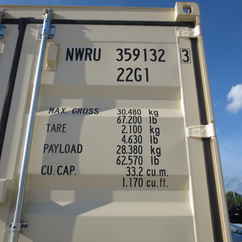 NWRU 359132 3
22G1
MAX. GROSS 30.480 kg
67.200 lb
TARE 2.100 kg
4.630 lb
PAYLOAD 28.380 kg
62.570 lb
CU. CAP. 33.2 cu.m.
1.170 cu.ft.